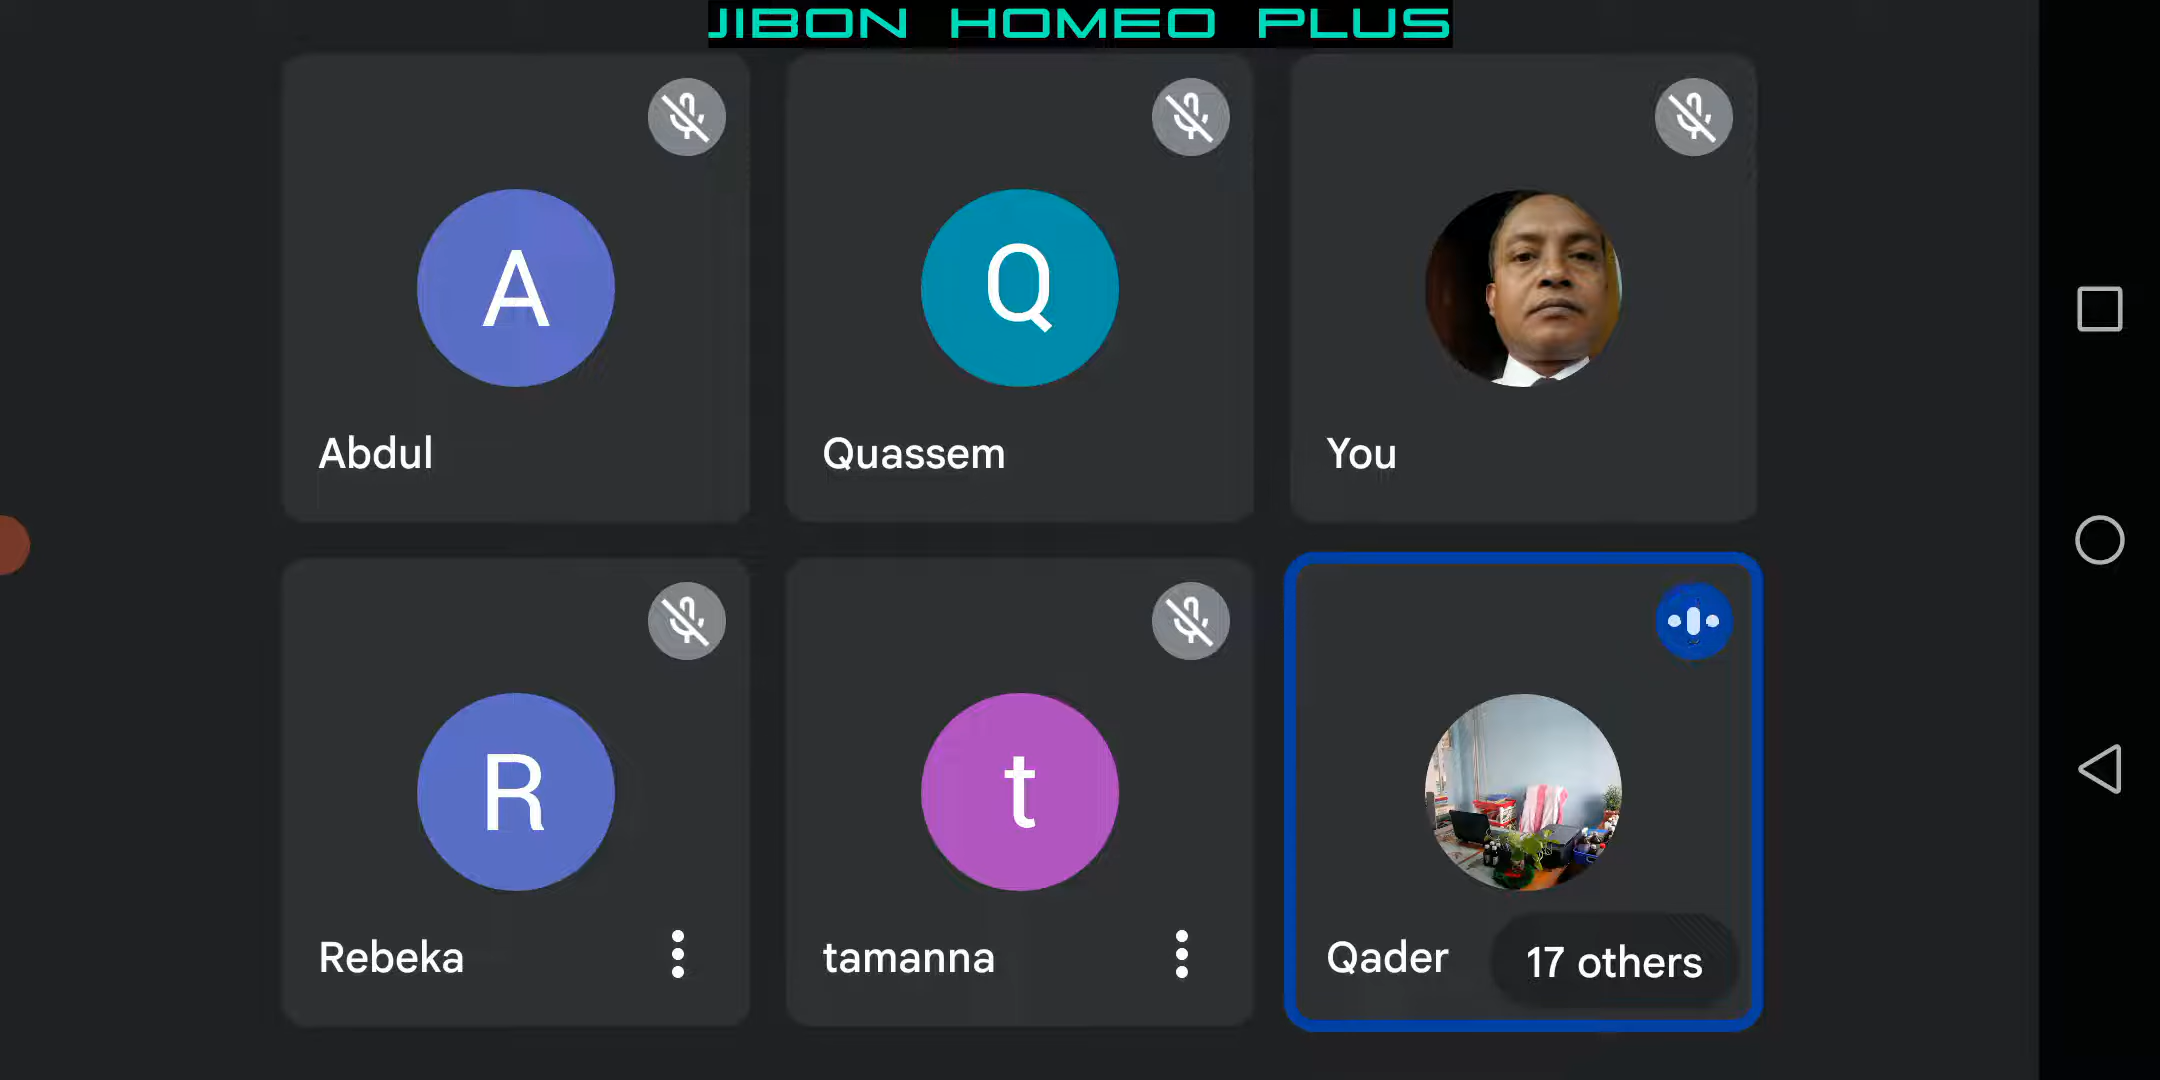 JIBON HOMEO PLUS
A
Q
Abdul
Quassem
You
R
t
Rebeka
tamanna
Qader
17 others